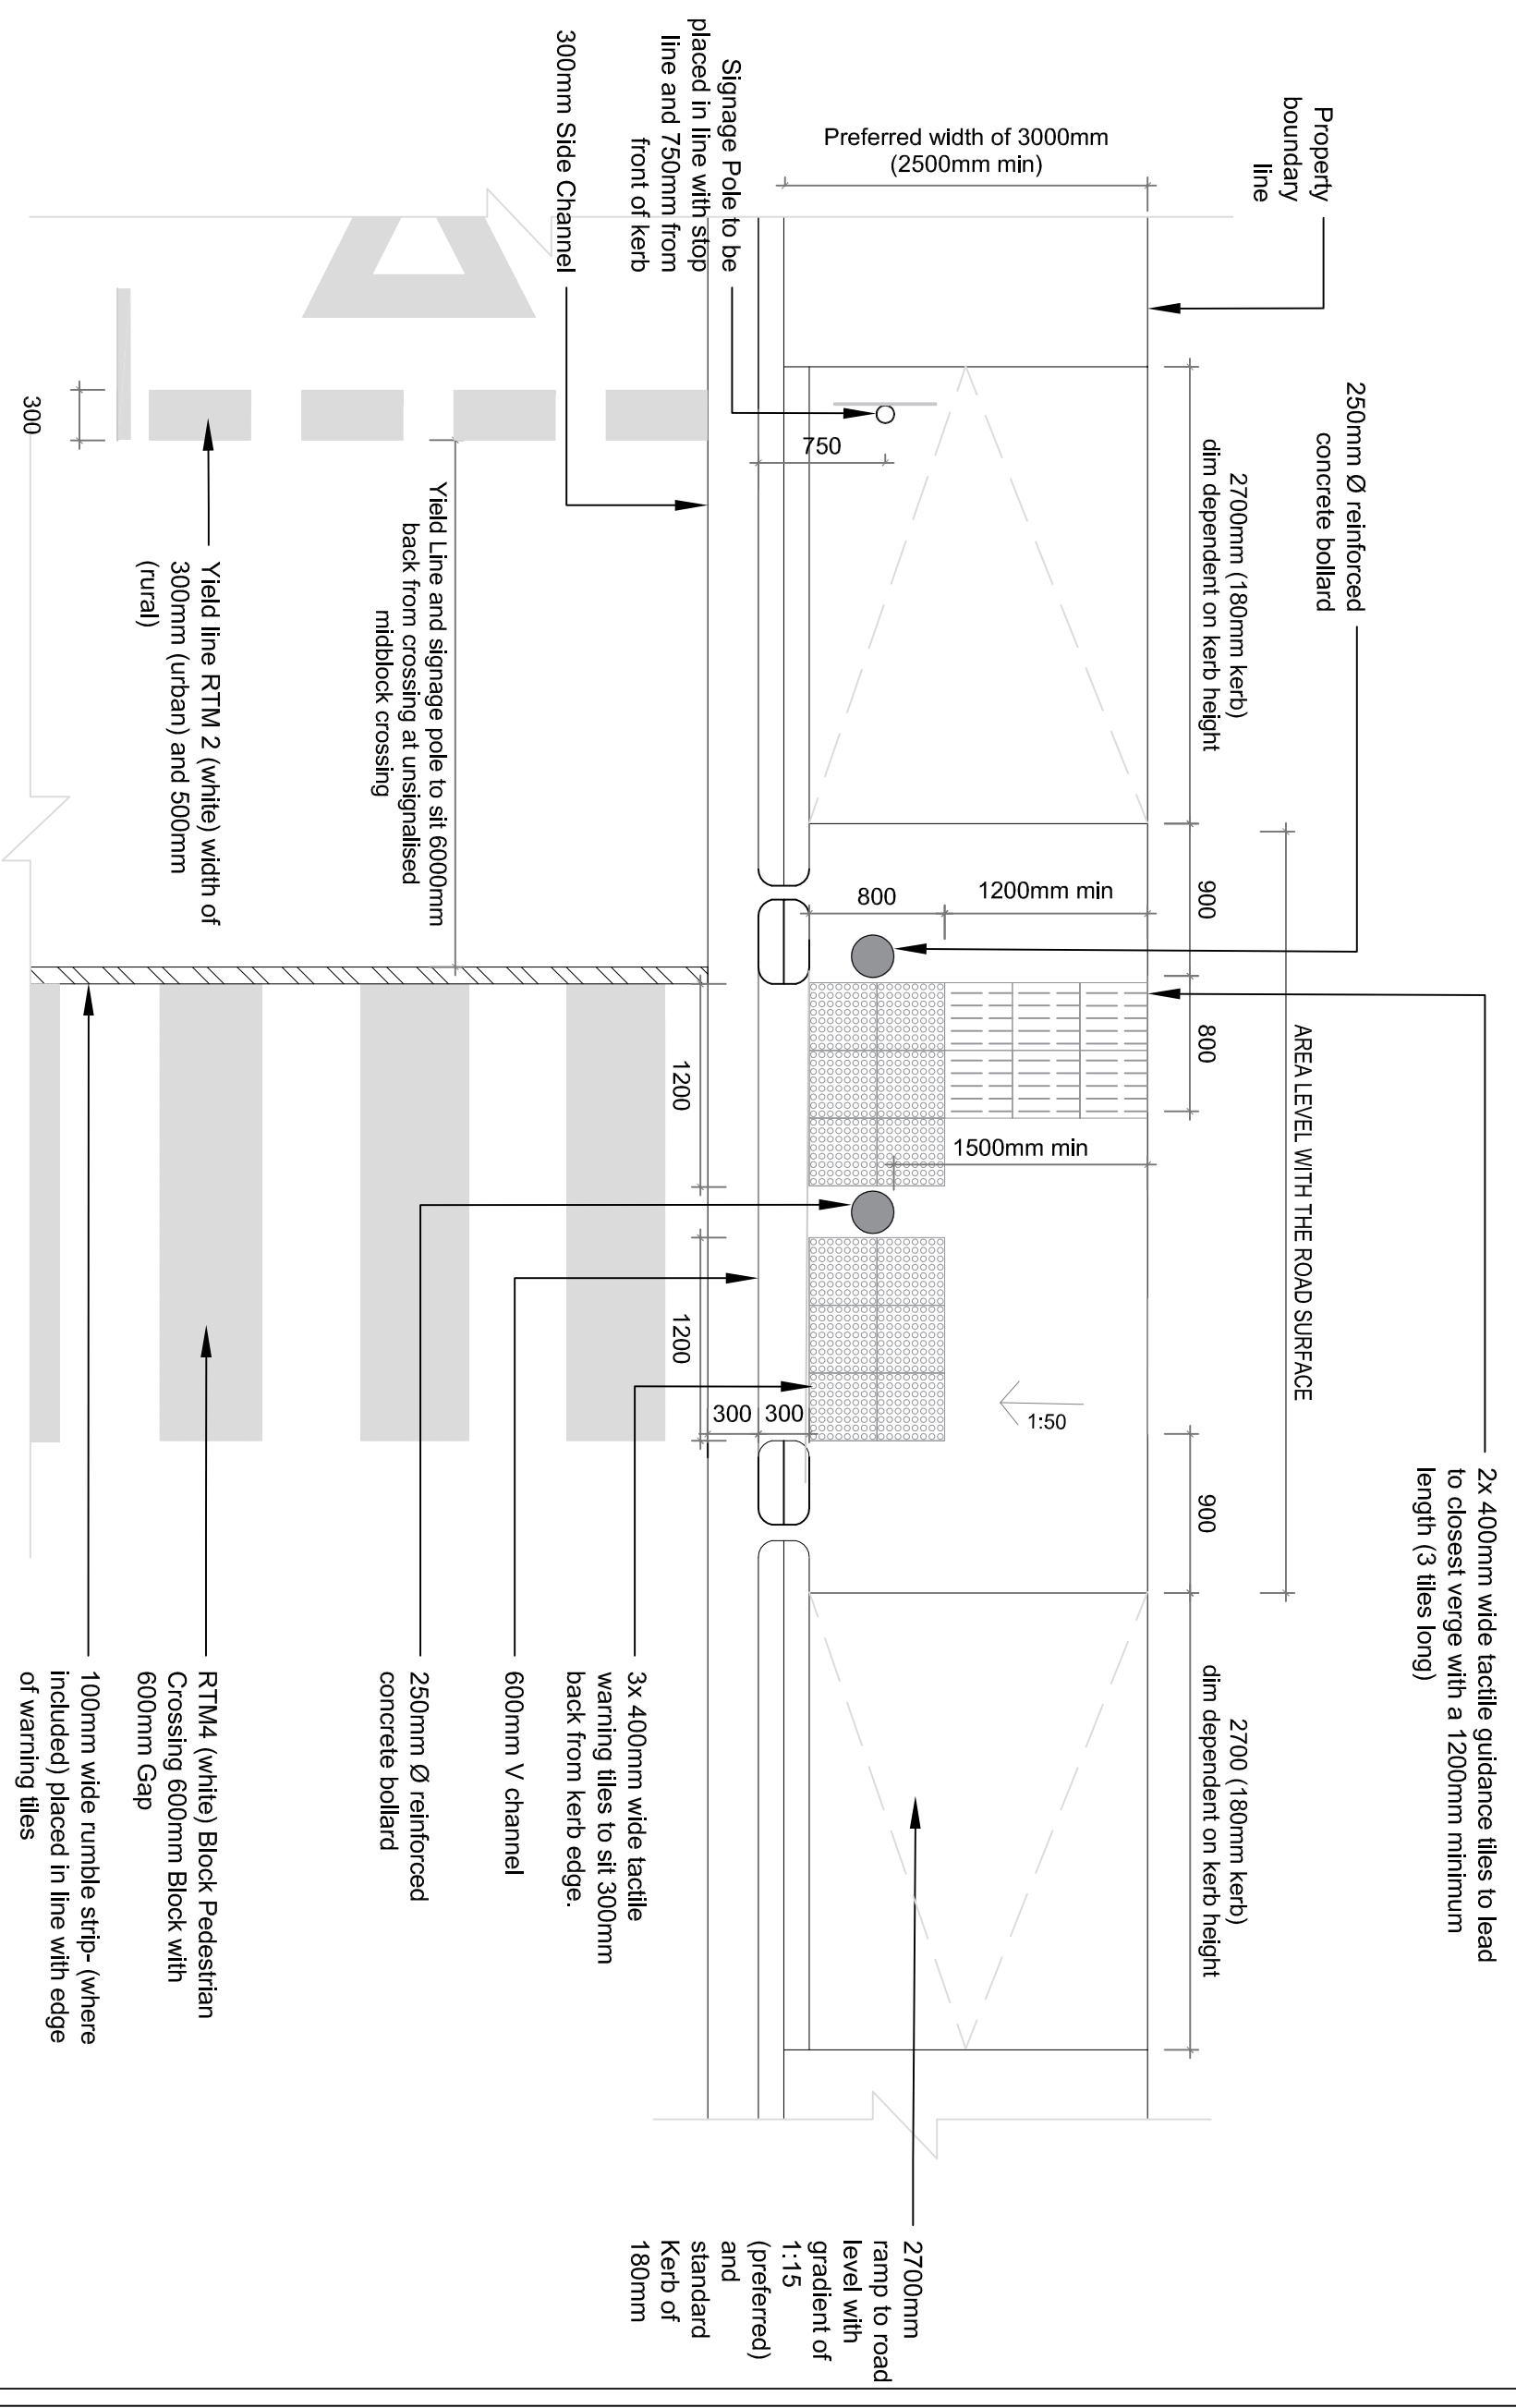 2x 400mm wide tactile guidance tiles to lead
to closest verge with a 1200mm minimum
length (3 tiles long)
250mm Ø reinforced
concrete bollard
Property
boundary
line
AREA LEVEL WITH THE ROAD SURFACE
2700mm (180mm kerb)
dim dependent on kerb height
900
800
900
2700 (180mm kerb)
dim dependent on kerb height
Preferred width of 3000mm
(2500mm min)
1200mm min
800
1500mm min
1:50
750
Signage Pole to be
placed in line with stop
line and 750mm from
front of kerb
300mm Side Channel
300
300
1200
1200
2700mm
ramp to road
level with
gradient of
1:15
(preferred)
and
standard
Kerb of
180mm
3x 400mm wide tactile
warning tiles to sit 300mm
back from kerb edge.
600mm V channel
250mm Ø reinforced
concrete bollard
Yield Line and signage pole to sit 6000mm
back from crossing at unsignalised
midblock crossing
Yield line RTM 2 (white) width of
300mm (urban) and 500mm
(rural)
300
RTM4 (white) Block Pedestrian
Crossing 600mm Block with
600mm Gap
100mm wide rumble strip- (where
included) placed in line with edge
of warning tiles